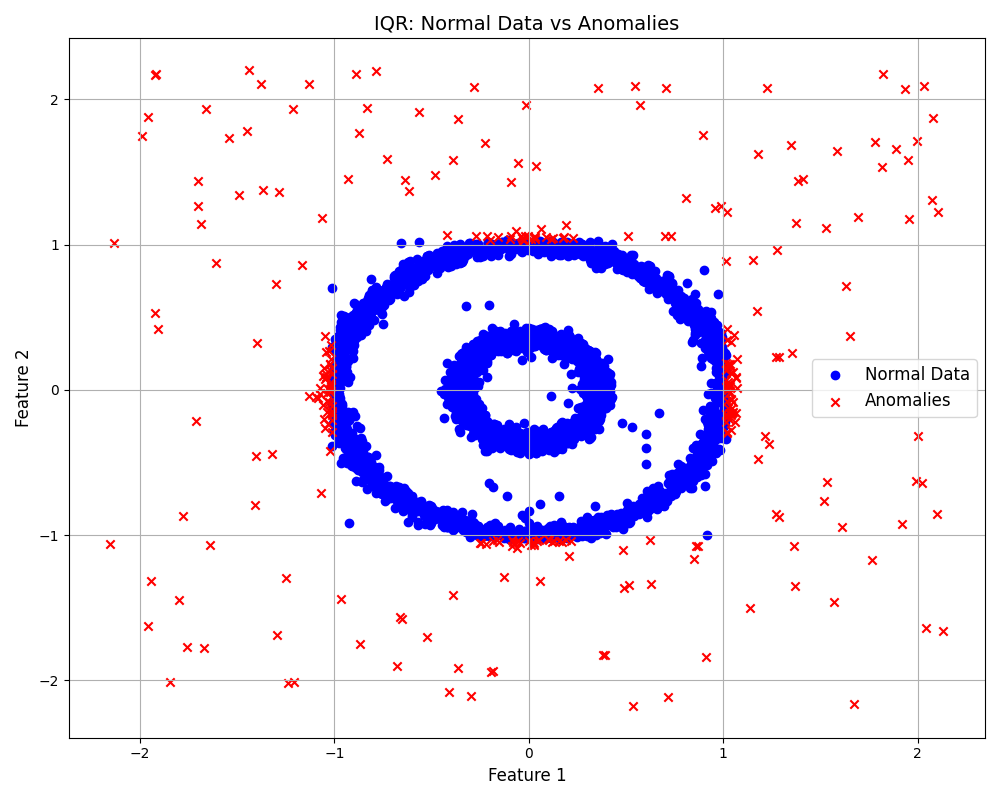 IQR: Normal Data vs Anomalies
Feature 2
2
1
0
−1
−2
Normal Data
Anomalies
−2
−1
0
1
2
Feature 1